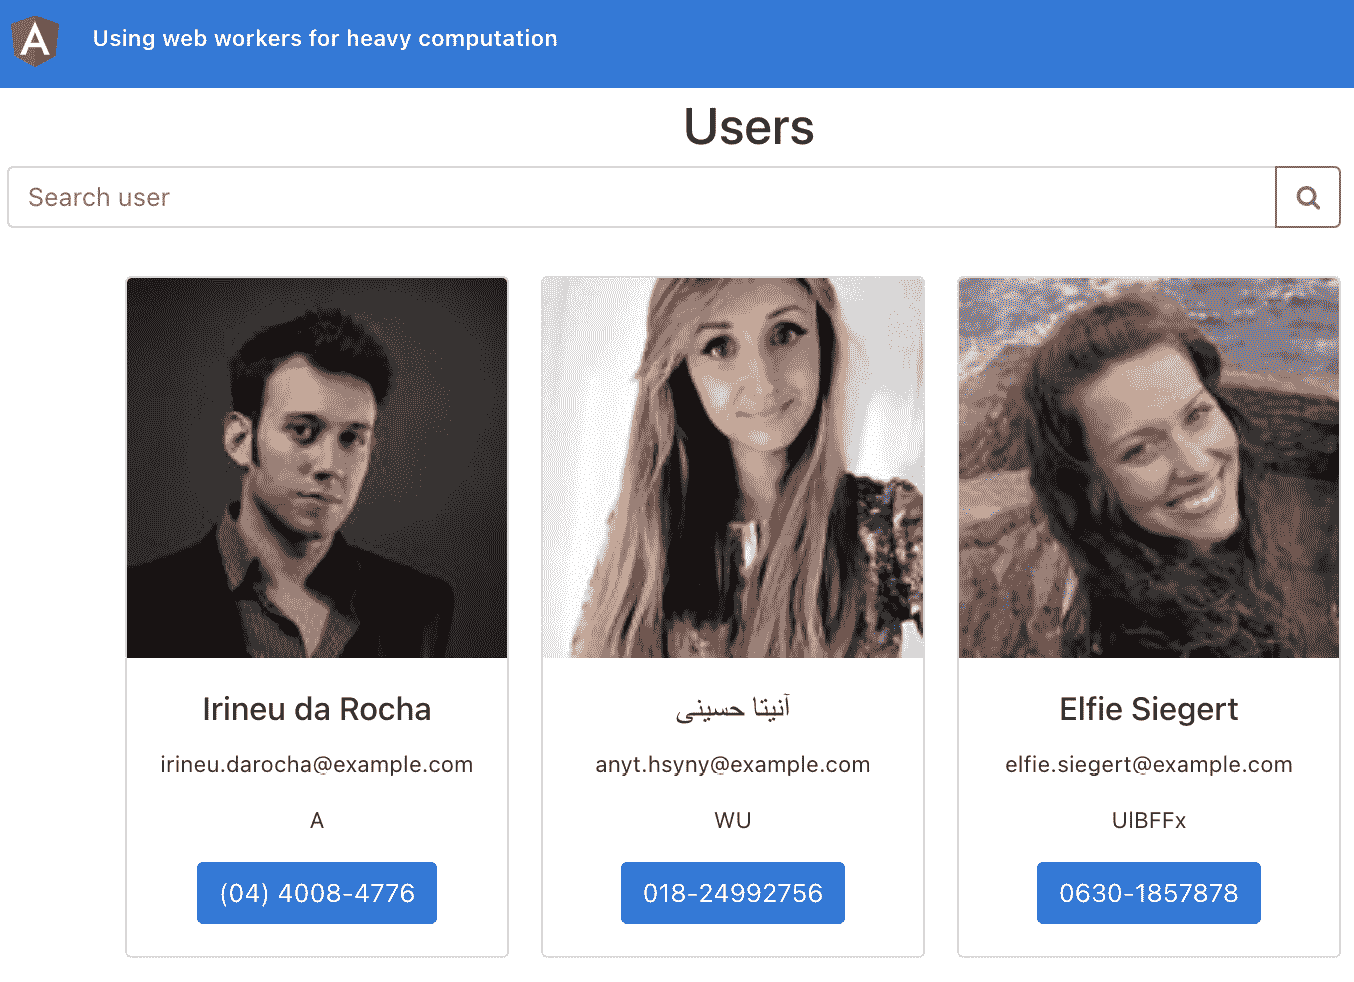 Using web workers for heavy computation
Users
Search user
Irineu da Rocha
irineu.darocha@example.com
A
(04) 4008-4776
آنیتا حسینی
anyt.hsyny@example.com
WU
018-24992756
Elfie Siegert
elfie.siegert@example.com
UlBFFx
0630-1857878